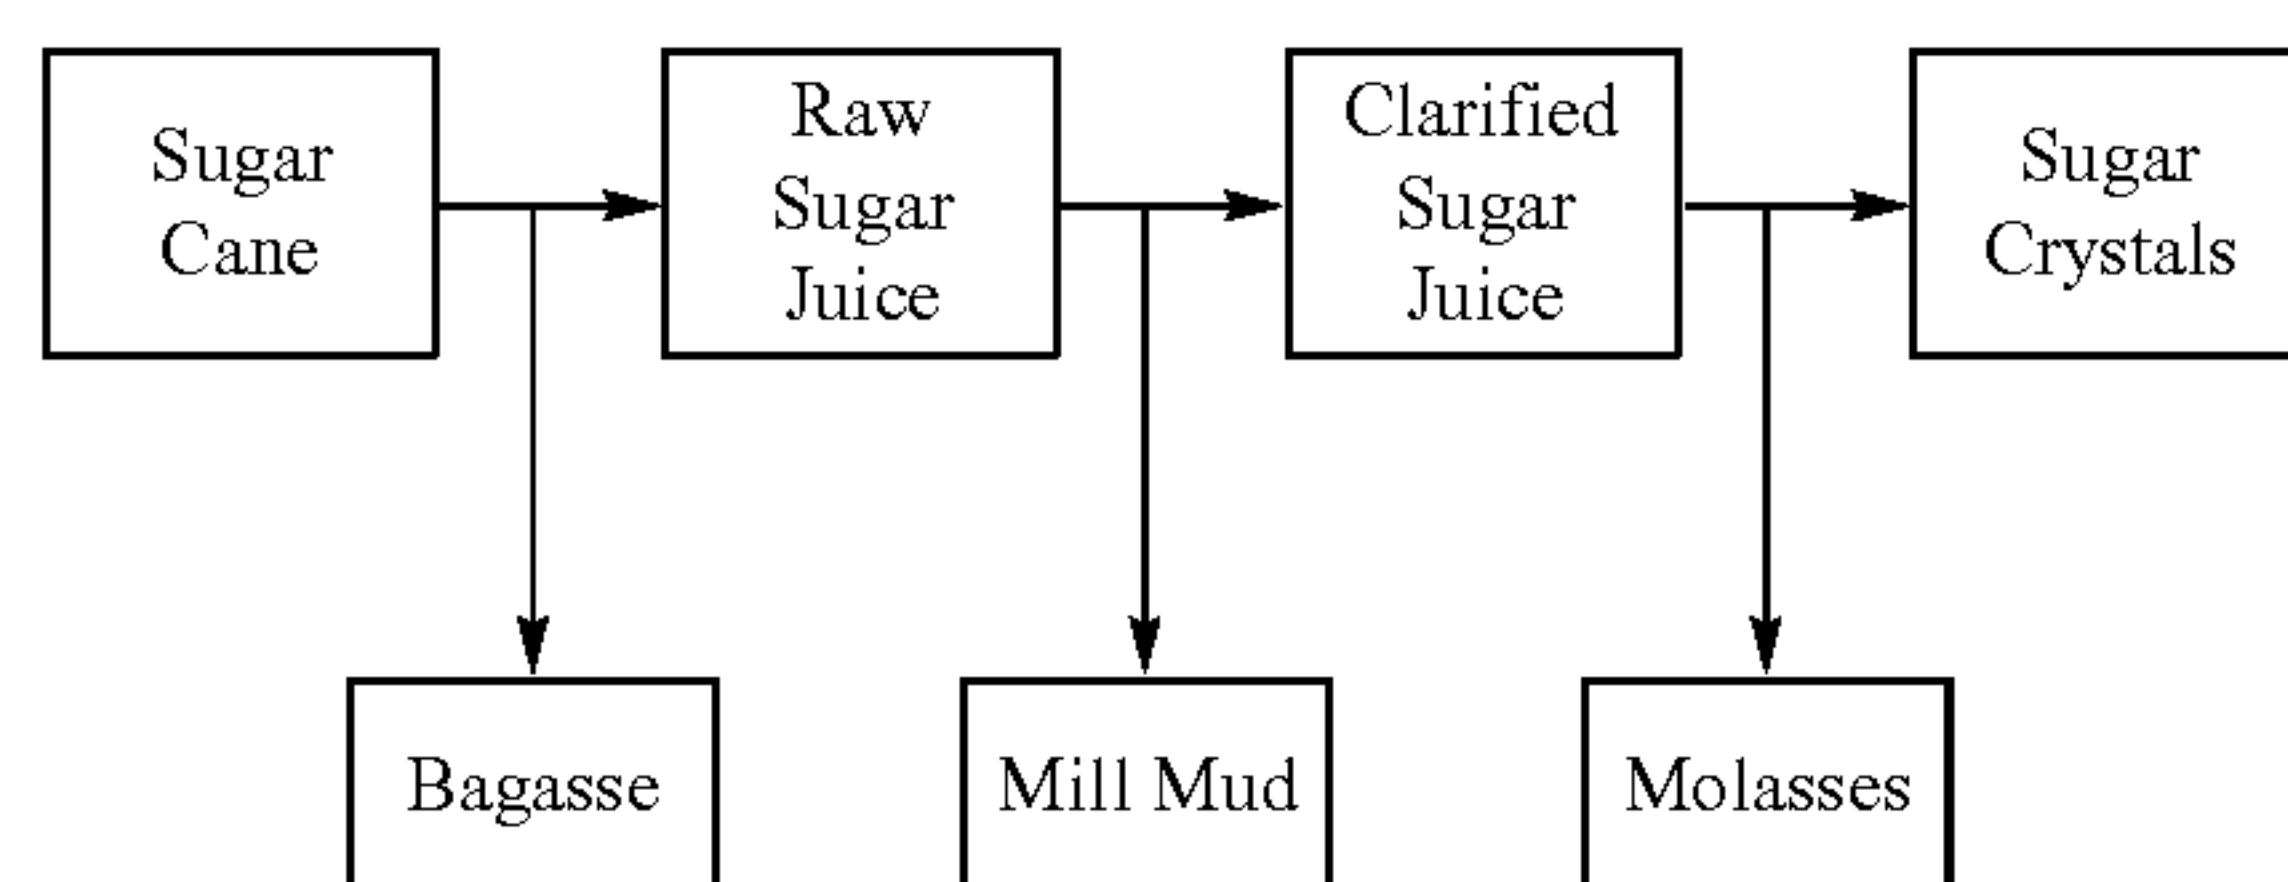 Sugar
Cane
Raw
Sugar
Juice
Clarified
Sugar
Juice
Sugar
Crystals
Bagasse
Mill Mud
Molasses